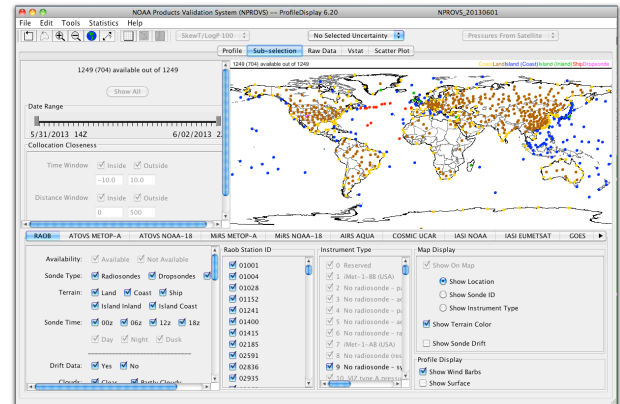 NOAA Products Validation System (NPROVS) -- ProfileDisplay 6.20 NPROVS_20130601
File Edit Tools Statistics Help
SkewT/LogP 100 No Selected Uncertainty Pressures From Satellite
Profile Sub-selection Raw Data Vstat Scatter Plot
1249 (704) available out of 1249
Show All
Date Range
5/31/2013 14Z 6/02/2013 2
Collocation Closeness
Time Window Inside Outside
-10.0 10.0
Distance Window Inside Outside
0 500
1249 (704) available out of 1249 Coast Land Island (Coast) Island (Inland) Ship Dropsonde
RAOB ATOVS METOP-A ATOVS NOAA-18 MiRS METOP-A MiRS NOAA-18 AIRS AQUA COSMIC UCAR IASI NOAA IASI EUMETSAT GOES
Availability: Available Not Available
Sonde Type: Radiosondes Dropsondes
Terrain: Land Coast Ship
Island Inland Island Coast
Sonde Time: 00z 06z 12z 18z
Day Night Dusk
Drift Data: Yes No
Clouds: Clear Partly Cloudy
Raob Station ID
01001
01004
01028
01152
01241
01400
01415
02185
02591
02836
02935
Instrument Type
0 Reserved
1 iMet-1-BB (USA)
2 No radiosonde - pa
3 No radiosonde - a
4 No radiosonde - pa
5 No radiosonde - a
6 No radiosonde - ra
7 iMet-1-AB (USA)
8 No radiosonde (res
9 No radiosonde - sy
10 VIZ type A pressu
Map Display
Show On Map
Show Location
Show Sonde ID
Show Instrument Type
Show Terrain Color
Show Sonde Drift
Profile Display
Show Wind Barbs
Show Surface